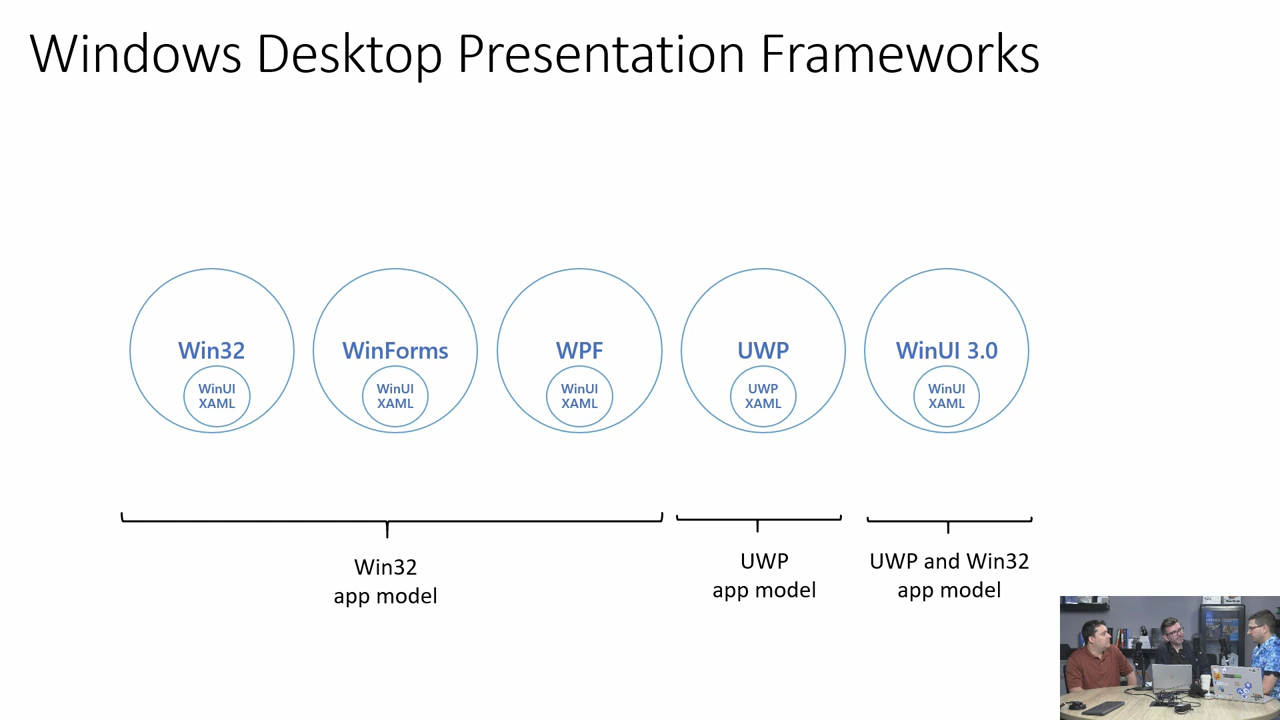 Windows Desktop Presentation Frameworks
Win32
WinUI
XAML
WinForms
WinUI
XAML
WPF
WinUI
XAML
UWP
UWP
XAML
WinUI 3.0
WinUI
XAML
Win32
app model
UWP
app model
UWP and Win32
app model